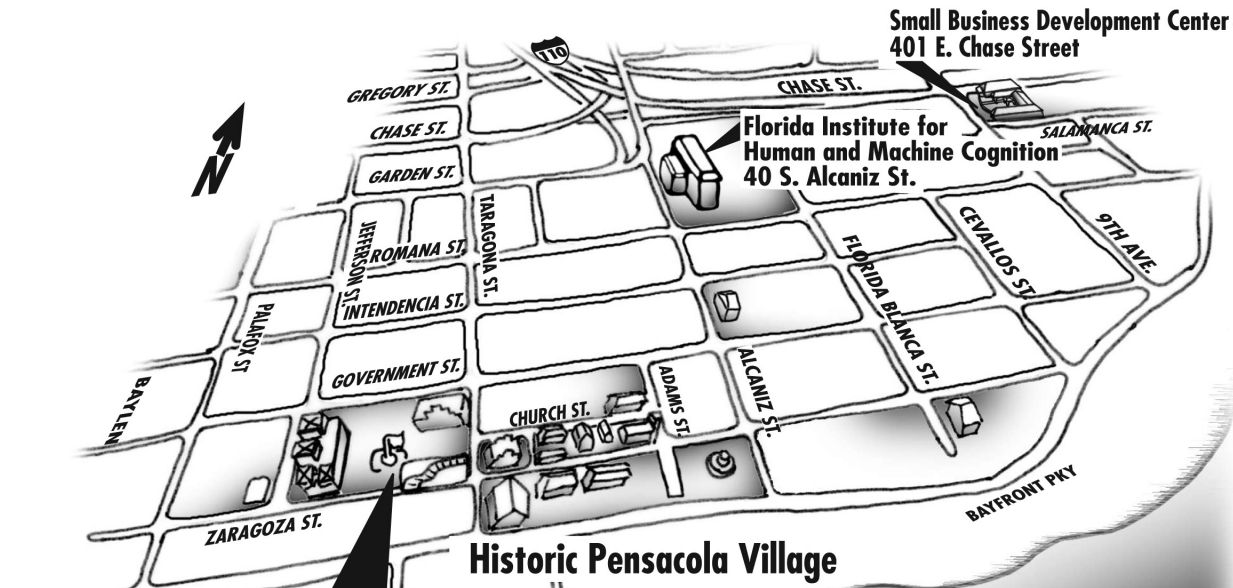 Small Business Development Center
401 E. Chase Street
110
GREGORY ST.
CHASE ST.
CHASE ST.
Florida Institute for
Human and Machine Cognition
40 S. Alcaniz St.
SALAMANCA ST.
N
GARDEN ST.
TARAGONA ST.
JEFFERSON ST.
ROMANA ST.
INTENDENCIA ST.
PALAFOX ST
FLORIDA BLANCA ST.
CEVALLOS ST.
9TH AVE.
GOVERNMENT ST.
BAYLEN
CHURCH ST.
ADAMS ST.
ALCANIZ ST.
ZARAGOZA ST.
BAYFRONT PKY
Historic Pensacola Village